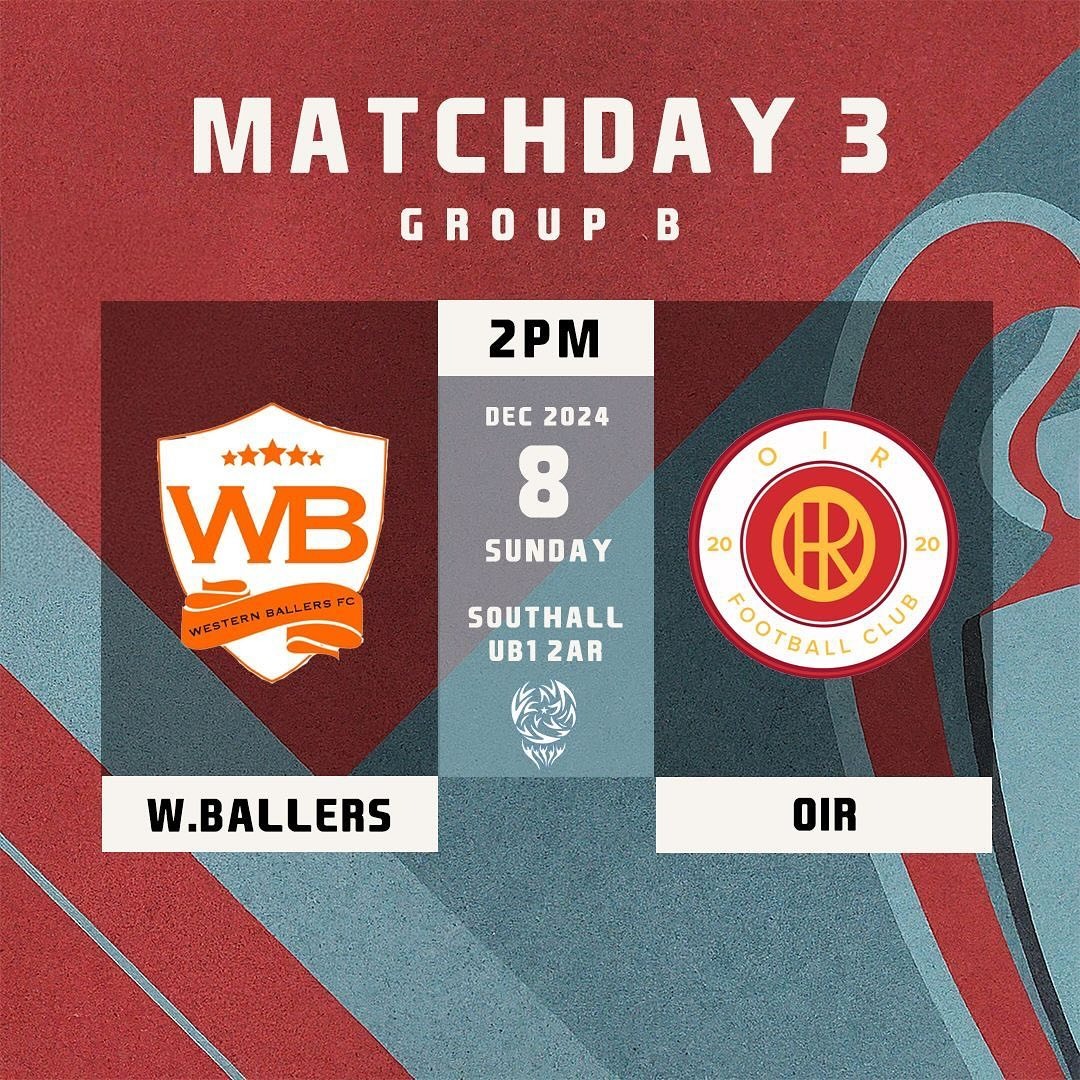 MATCHDAY 3
GROUP B
2PM
DEC 2024
8
SUNDAY
SOUTHALL
UB1 2AR
WB
WESTERN BALLERS FC
W.BALLERS
OIR
20 20
FOOTBALL CLUB
OIR